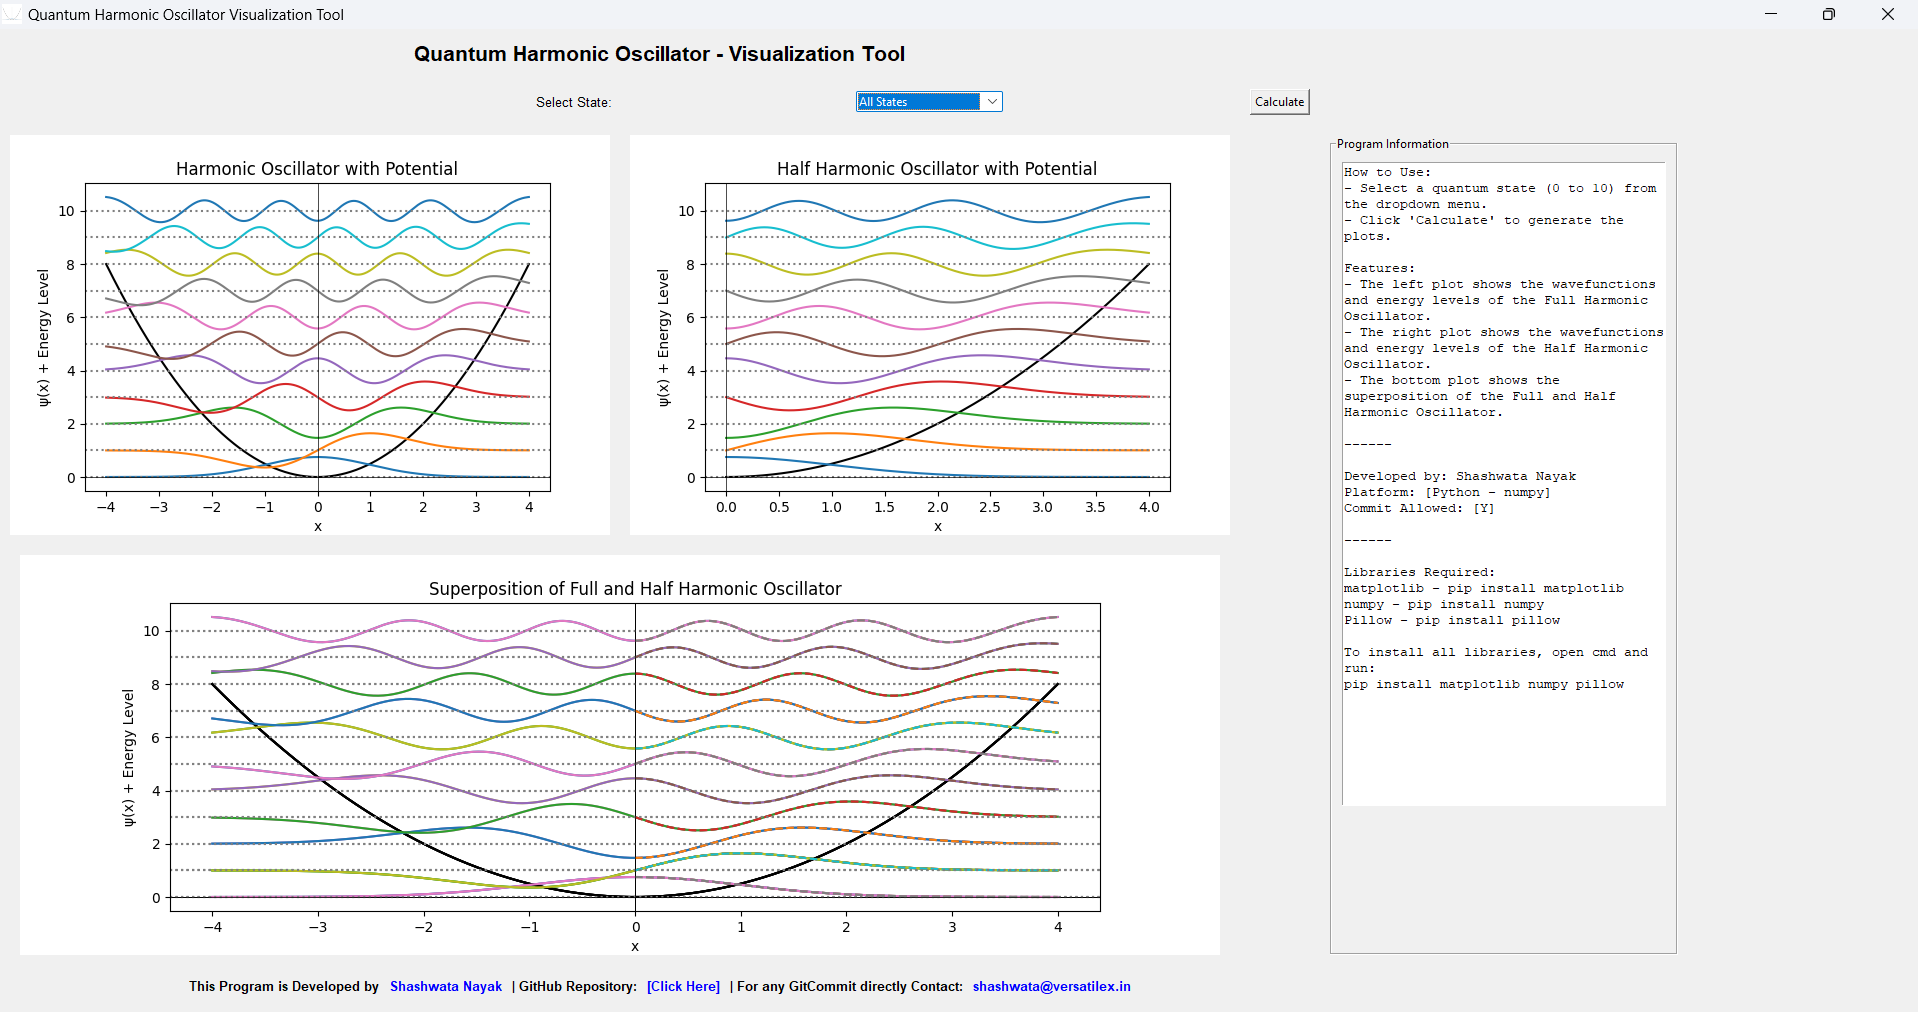 Quantum Harmonic Oscillator Visualization Tool
Quantum Harmonic Oscillator - Visualization Tool
Select State:
All States
Calculate
Harmonic Oscillator with Potential
ψ(x) + Energy Level
10
8
6
4
2
0
−4 −3 −2 −1 0 1 2 3 4
x
Half Harmonic Oscillator with Potential
ψ(x) + Energy Level
10
8
6
4
2
0
0.0 0.5 1.0 1.5 2.0 2.5 3.0 3.5 4.0
x
Superposition of Full and Half Harmonic Oscillator
ψ(x) + Energy Level
10
8
6
4
2
0
−4 −3 −2 −1 0 1 2 3 4
x
Program Information
How to Use:
- Select a quantum state (0 to 10) from
the dropdown menu.
- Click 'Calculate' to generate the
plots.
Features:
- The left plot shows the wavefunctions
and energy levels of the Full Harmonic
Oscillator.
- The right plot shows the wavefunctions
and energy levels of the Half Harmonic
Oscillator.
- The bottom plot shows the
superposition of the Full and Half
Harmonic Oscillator.
------
Developed by: Shashwata Nayak
Platform: [Python - numpy]
Commit Allowed: [Y]
------
Libraries Required:
matplotlib - pip install matplotlib
numpy - pip install numpy
Pillow - pip install pillow
To install all libraries, open cmd and
run:
pip install matplotlib numpy pillow
This Program is Developed by Shashwata Nayak | GitHub Repository: [Click Here] | For any GitCommit directly Contact: shashwata@versatilex.in